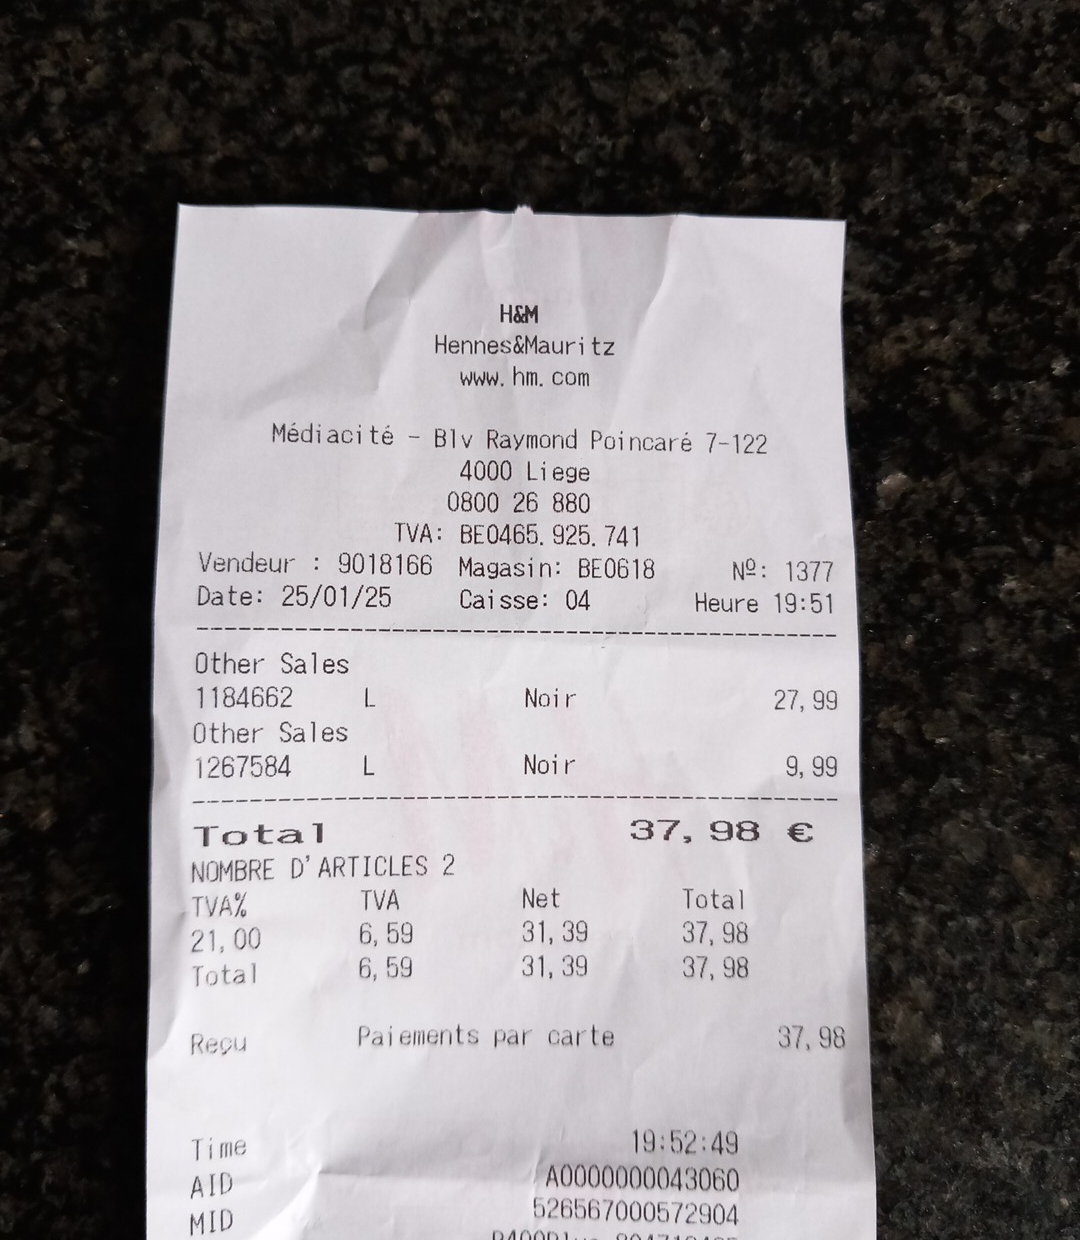 H&M
Hennes&Mauritz
www.hm.com
Médiacité - Blv Raymond Poincaré 7-122
4000 Liege
0800 26 880
TVA: BE0465.925.741
Vendeur : 9018166 Magasin: BE0618 Nº: 1377
Date: 25/01/25 Caisse: 04 Heure 19:51
Other Sales
1184662 L Noir 27,99
Other Sales
1267584 L Noir 9,99
Total 37,98 €
NOMBRE D'ARTICLES 2
TVA% TVA Net Total
21,00 6,59 31,39 37,98
Total 6,59 31,39 37,98
Reçu Paiements par carte 37,98
Time 19:52:49
AID A0000000043060
MID 526567000572904